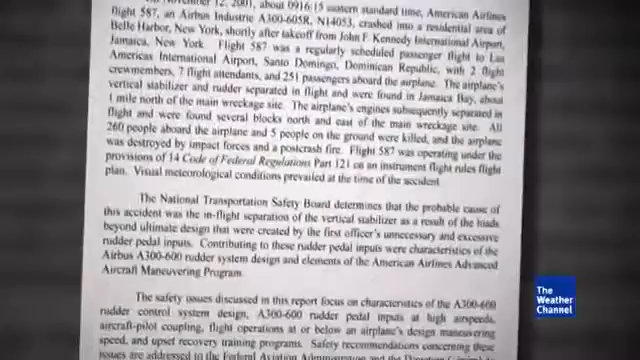 November 12, 2001, about 0916:15 eastern standard time, American Airlines
flight 587, an Airbus Industrie A300-605R, N14053, crashed into a residential area of
Belle Harbor, New York, shortly after takeoff from John F. Kennedy International Airport,
Jamaica, New York. Flight 587 was a regularly scheduled passenger flight to Las
Americas International Airport, Santo Domingo, Dominican Republic, with 2 flight
crewmembers, 7 flight attendants, and 251 passengers aboard the airplane. The airplane's
vertical stabilizer and rudder separated in flight and were found in Jamaica Bay, about
1 mile north of the main wreckage site. The airplane's engines subsequently separated in
flight and were found several blocks north and east of the main wreckage site. All
260 people aboard the airplane and 5 people on the ground were killed, and the airplane
was destroyed by impact forces and a postcrash fire. Flight 587 was operating under the
provisions of 14 Code of Federal Regulations Part 121 on an instrument flight rules flight
plan. Visual meteorological conditions prevailed at the time of the accident.
The National Transportation Safety Board determines that the probable cause of
this accident was the in-flight separation of the vertical stabilizer as a result of the loads
beyond ultimate design that were created by the first officer's unnecessary and excessive
rudder pedal inputs. Contributing to these rudder pedal inputs were characteristics of the
Airbus A300-600 rudder system design and elements of the American Airlines Advanced
Aircraft Maneuvering Program.
The safety issues discussed in this report focus on characteristics of the A300-600
rudder control system design, A300-600 rudder pedal inputs at high airspeeds,
aircraft-pilot coupling, flight operations at or below an airplane's design maneuvering
speed, and upset recovery training programs. Safety recommendations concerning these
issues are addressed to the Federal Aviation Administration and the
The
Weather
Channel